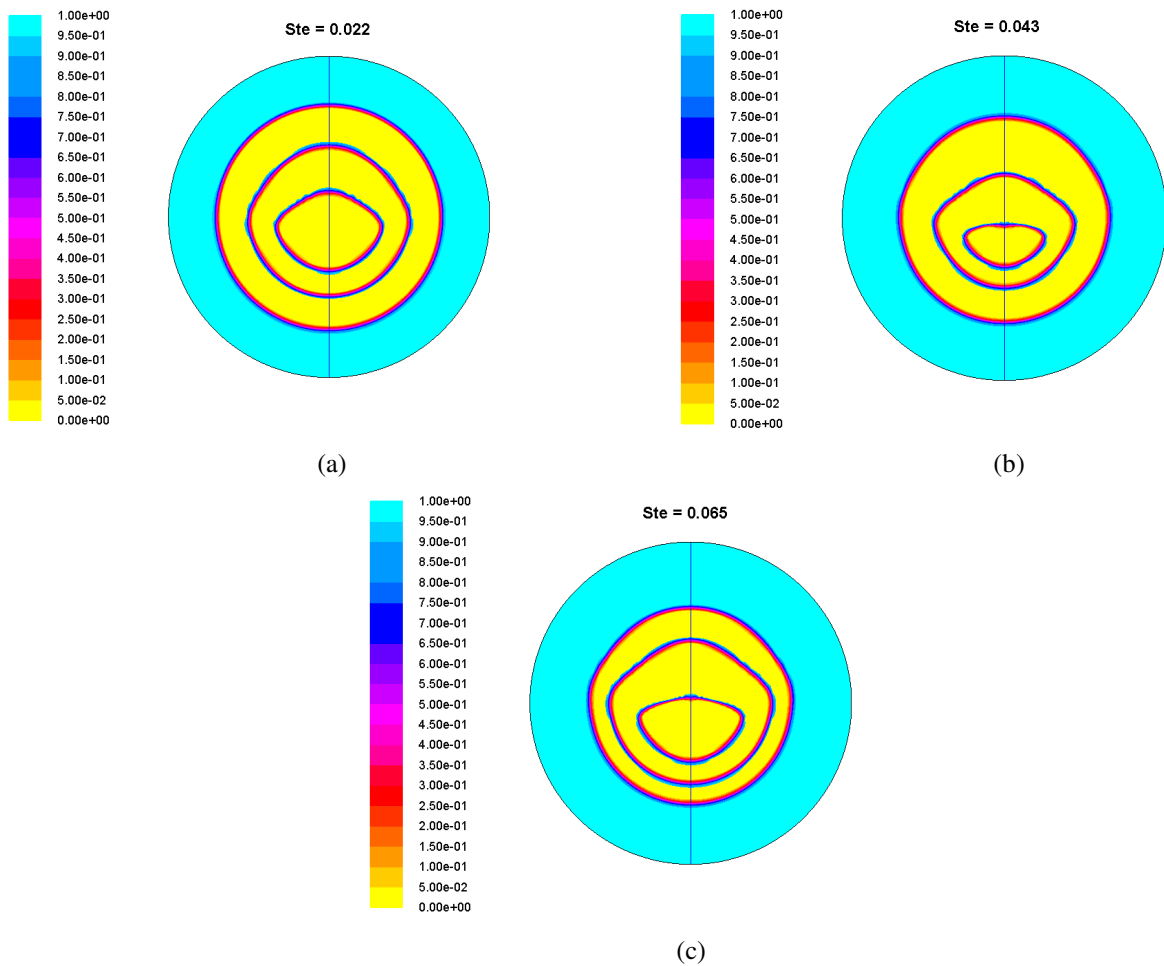 Ste = 0.022
1.00e+00
9.50e-01
9.00e-01
8.50e-01
8.00e-01
7.50e-01
7.00e-01
6.50e-01
6.00e-01
5.50e-01
5.00e-01
4.50e-01
4.00e-01
3.50e-01
3.00e-01
2.50e-01
2.00e-01
1.50e-01
1.00e-01
5.00e-02
0.00e+00
(a)
Ste = 0.043
1.00e+00
9.50e-01
9.00e-01
8.50e-01
8.00e-01
7.50e-01
7.00e-01
6.50e-01
6.00e-01
5.50e-01
5.00e-01
4.50e-01
4.00e-01
3.50e-01
3.00e-01
2.50e-01
2.00e-01
1.50e-01
1.00e-01
5.00e-02
0.00e+00
(b)
Ste = 0.065
1.00e+00
9.50e-01
9.00e-01
8.50e-01
8.00e-01
7.50e-01
7.00e-01
6.50e-01
6.00e-01
5.50e-01
5.00e-01
4.50e-01
4.00e-01
3.50e-01
3.00e-01
2.50e-01
2.00e-01
1.50e-01
1.00e-01
5.00e-02
0.00e+00
(c)